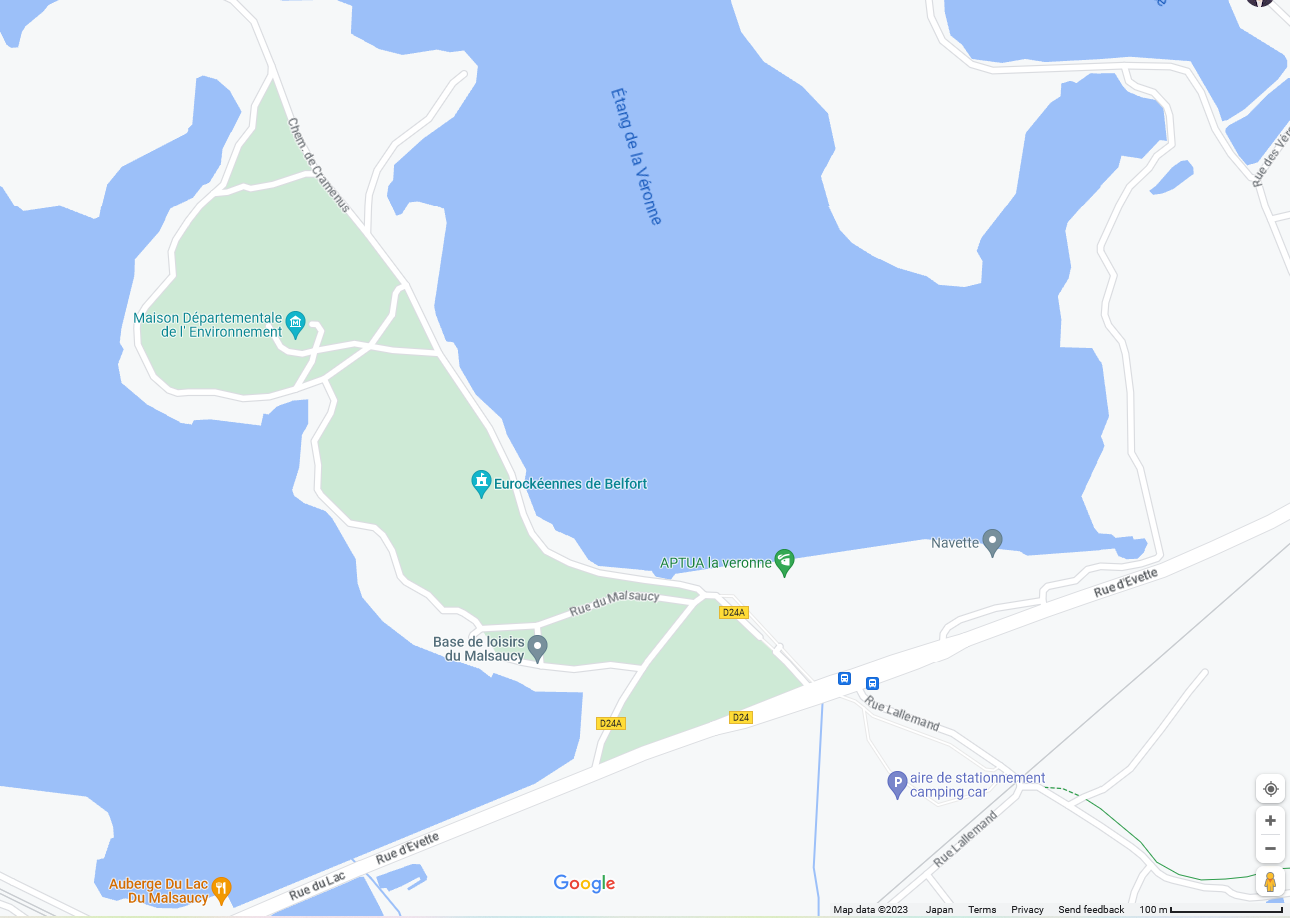 Étang de la Véronne
Chem. de Cramenus
Rue des Véro
Maison Départementale
de l' Environnement
Eurockéennes de Belfort
Navette
APTUA la veronne
Rue d'Evette
Rue du Malsaucy
D24A
Base de loisirs
du Malsaucy
D24A
D24
Rue Lallemand
P
aire de stationnement
camping car
Rue Lallemand
Rue d'Evette
Auberge Du Lac
Du Malsaucy
Rue du Lac
Google
Map data ©2023 Japan Terms Privacy Send feedback 100 m